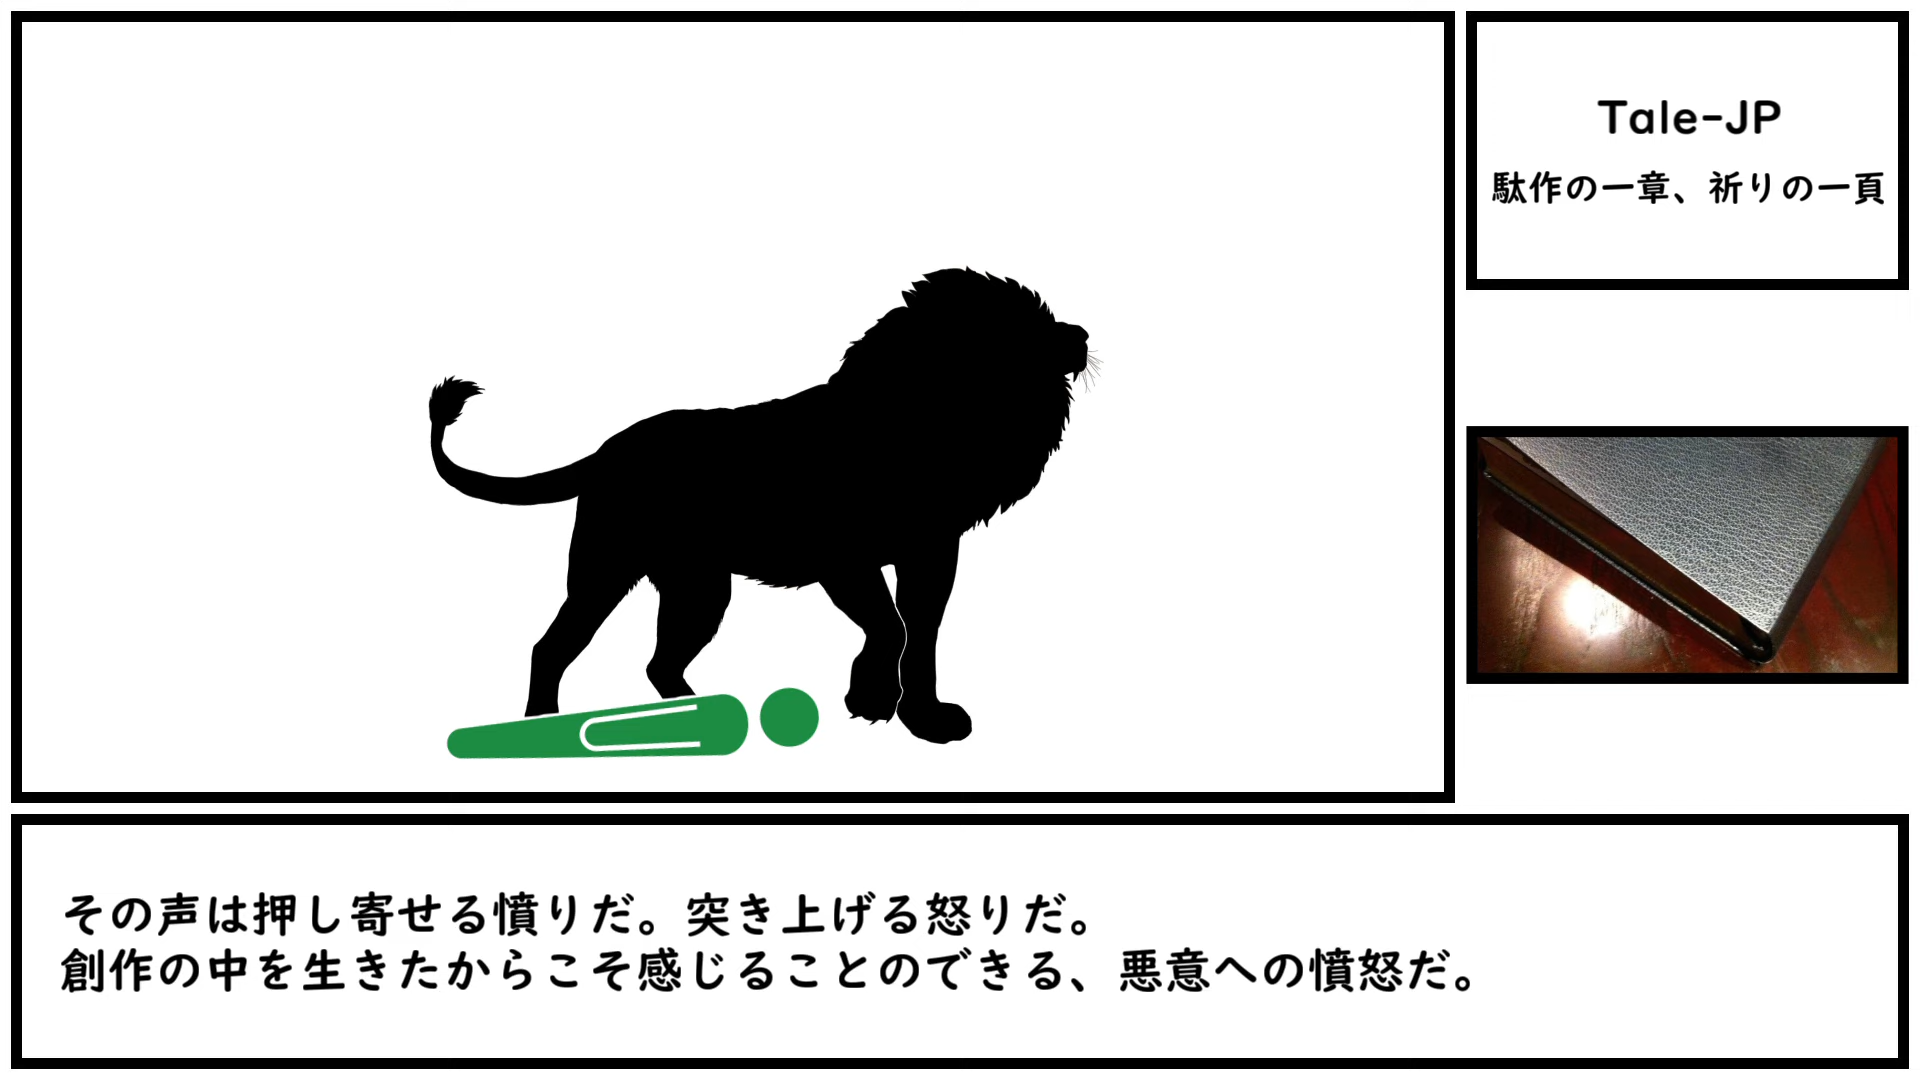 Tale-JP
駄作の一章、祈りの一頁
その声は押し寄せる憤りだ。突き上げる怒りだ。
創作の中を生きたからこそ感じることのできる、悪意への憤怒だ。